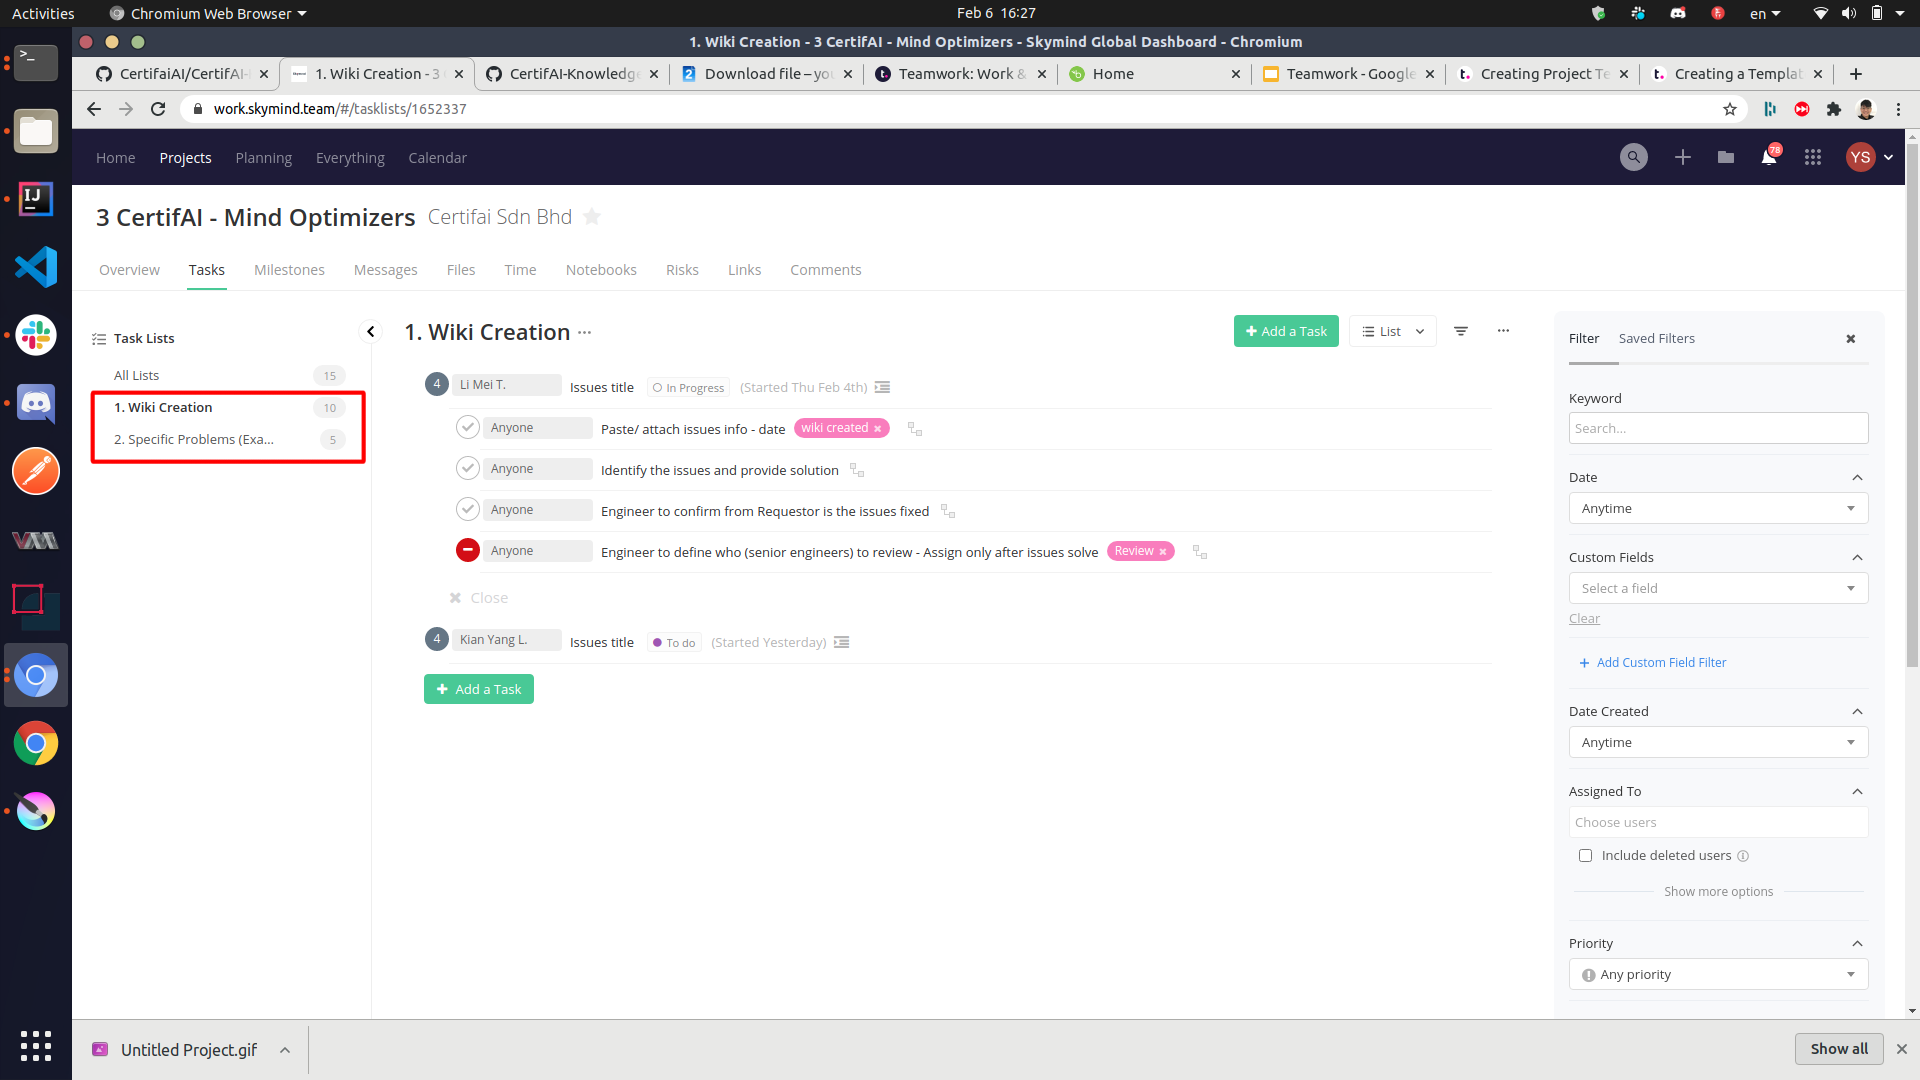 Activities
Chromium Web Browser
Feb 6 16:27
en
1. Wiki Creation - 3 CertifAI - Mind Optimizers - Skymind Global Dashboard - Chromium
CertifaiAI/CertifAI-
1. Wiki Creation - 3
CertifAI-Knowledge
Download file – yo
Teamwork: Work &
Home
Teamwork - Google
Creating Project Te
Creating a Templat
work.skymind.team/#/tasklists/1652337
Home
Projects
Planning
Everything
Calendar
78
YS
3 CertifAI - Mind Optimizers
Certifai Sdn Bhd
Overview
Tasks
Milestones
Messages
Files
Time
Notebooks
Risks
Links
Comments
Task Lists
All Lists
15
1. Wiki Creation
10
2. Specific Problems (Exa...
5
1. Wiki Creation
Add a Task
List
4
Li Mei T.
Issues title
In Progress
(Started Thu Feb 4th)
Anyone
Paste/ attach issues info - date
wiki created
Anyone
Identify the issues and provide solution
Anyone
Engineer to confirm from Requestor is the issues fixed
Anyone
Engineer to define who (senior engineers) to review - Assign only after issues solve
Review
Close
4
Kian Yang L.
Issues title
To do
(Started Yesterday)
Add a Task
Filter
Saved Filters
Keyword
Search...
Date
Anytime
Custom Fields
Select a field
Clear
+ Add Custom Field Filter
Date Created
Anytime
Assigned To
Choose users
Include deleted users
Show more options
Priority
Any priority
Untitled Project.gif
Show all